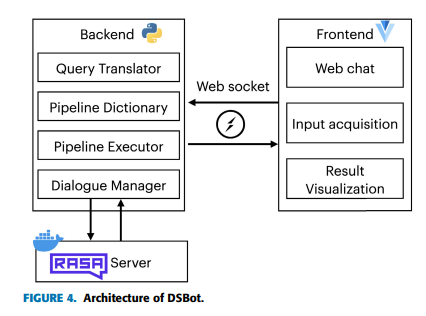 Backend
Query Translator
Pipeline Dictionary
Pipeline Executor
Dialogue Manager
Web socket
Frontend
Web chat
Input acquisition
Result
Visualization
RASA Server
FIGURE 4. Architecture of DSBot.